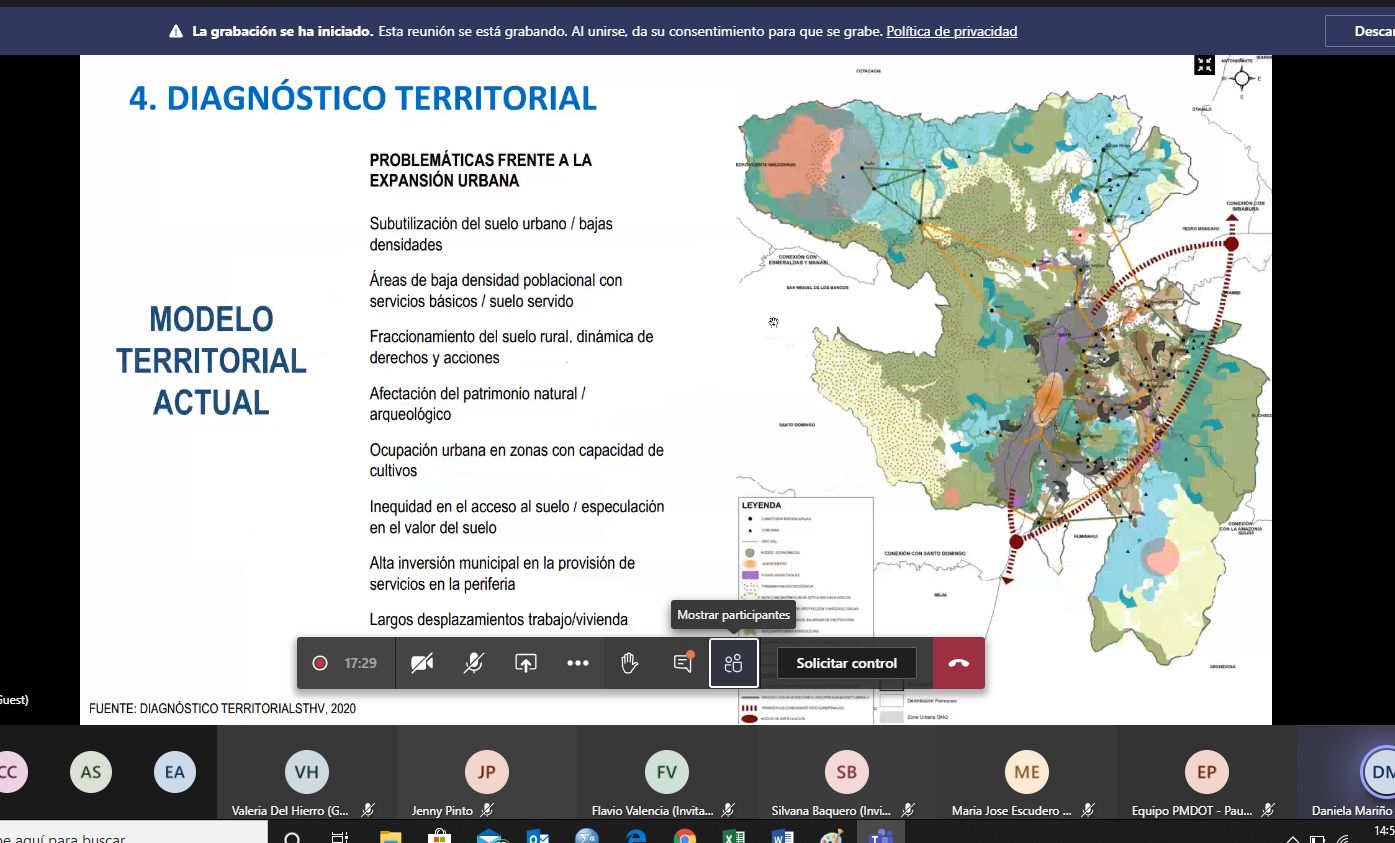 La grabación se ha iniciado. Esta reunión se está grabando. Al unirse, da su consentimiento para que se grabe. Política de privacidad
Descar
4. DIAGNÓSTICO TERRITORIAL
MODELO
TERRITORIAL
ACTUAL
PROBLEMÁTICAS FRENTE A LA
EXPANSIÓN URBANA
Subutilización del suelo urbano / bajas
densidades
Áreas de baja densidad poblacional con
servicios básicos / suelo servido
Fraccionamiento del suelo rural, dinámica de
derechos y acciones
Afectación del patrimonio natural /
arqueológico
Ocupación urbana en zonas con capacidad de
cultivos
Inequidad en el acceso al suelo / especulación
en el valor del suelo
Alta inversión municipal en la provisión de
servicios en la periferia
Largos desplazamientos trabajo/vivienda
COTACACHI
OTAVALO
CONEXIÓN CON
IMBABURA
PEDRO MONCAYO
CONEXIÓN CON
ESMERALDAS Y MANABÍ
SAN MIGUEL DE LOS BANCOS
SANTO DOMINGO
CONEXIÓN CON SANTO DOMINGO
MEJIA
RUMIÑAHUI
CONEXIÓN
CON LA AMAZONÍA
QUIJOS
ARCHIDONA
LEYENDA
Zona Urbana DMQ
Mostrar participantes
17:29
Solicitar control
Guest)
FUENTE: DIAGNÓSTICO TERRITORIALSTHV, 2020
CC
AS
EA
VH
JP
FV
SB
ME
EP
DM
Valeria Del Hierro (G...
Jenny Pinto
Flavio Valencia (Invita...
Silvana Baquero (Invi...
Maria Jose Escudero ...
Equipo PMDOT - Pau...
Daniela Mariño
be aquí para buscar
14:5